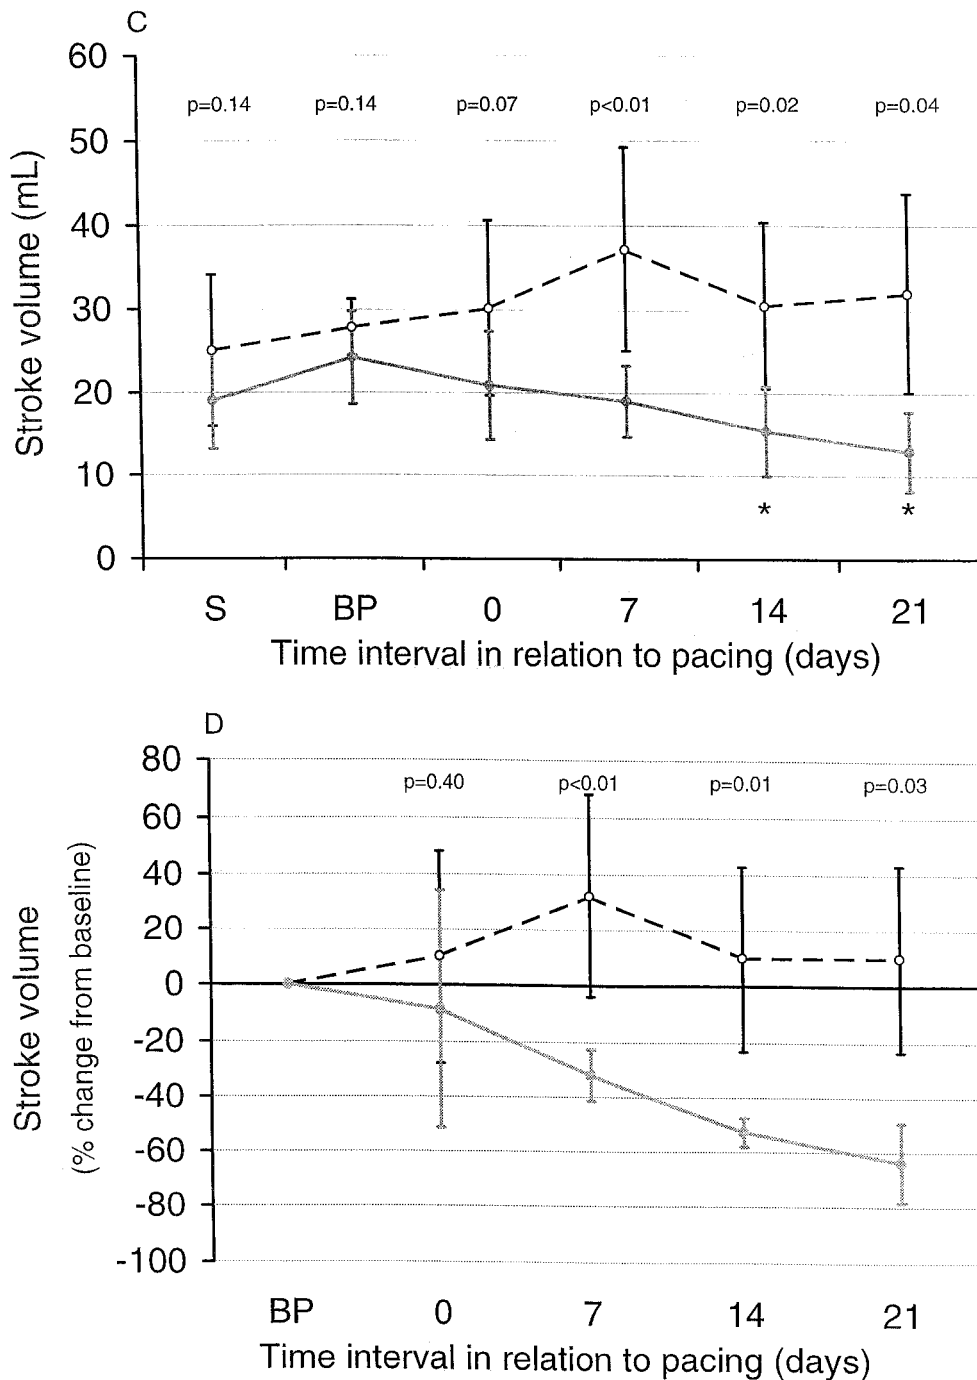 C
60
p=0.14 p=0.14 p=0.07 p<0.01 p=0.02 p=0.04
50
40
30
20
10
* *
0
Stroke volume (mL)
S BP 0 7 14 21
Time interval in relation to pacing (days)
D
80
p=0.40 p<0.01 p=0.01 p=0.03
60
40
20
0
-20
-40
-60
-80
-100
Stroke volume
(% change from baseline)
BP 0 7 14 21
Time interval in relation to pacing (days)